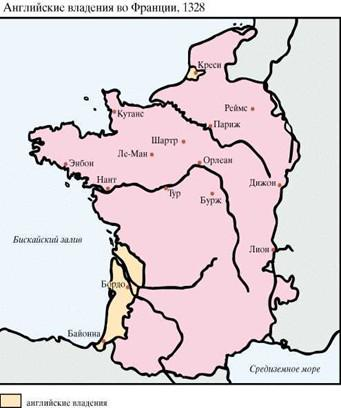 Английские владения во Франции, 1328
Креси
Кутанс
Реймс
Париж
Шартр
Ле-Ман
Орлеан
Энбон
Нант
Тур
Бурж
Дижон
Бискайский залив
Лион
Бордо
Байонна
Средиземное море
английские владения